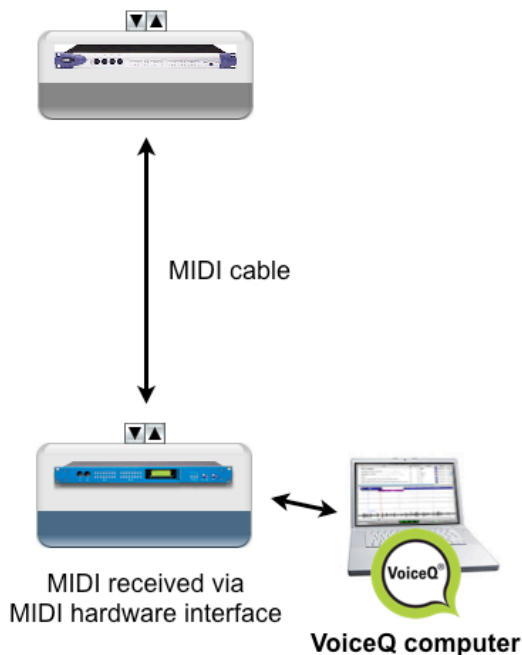 MIDI cable
MIDI received via
MIDI hardware interface
VoiceQ®
VoiceQ computer